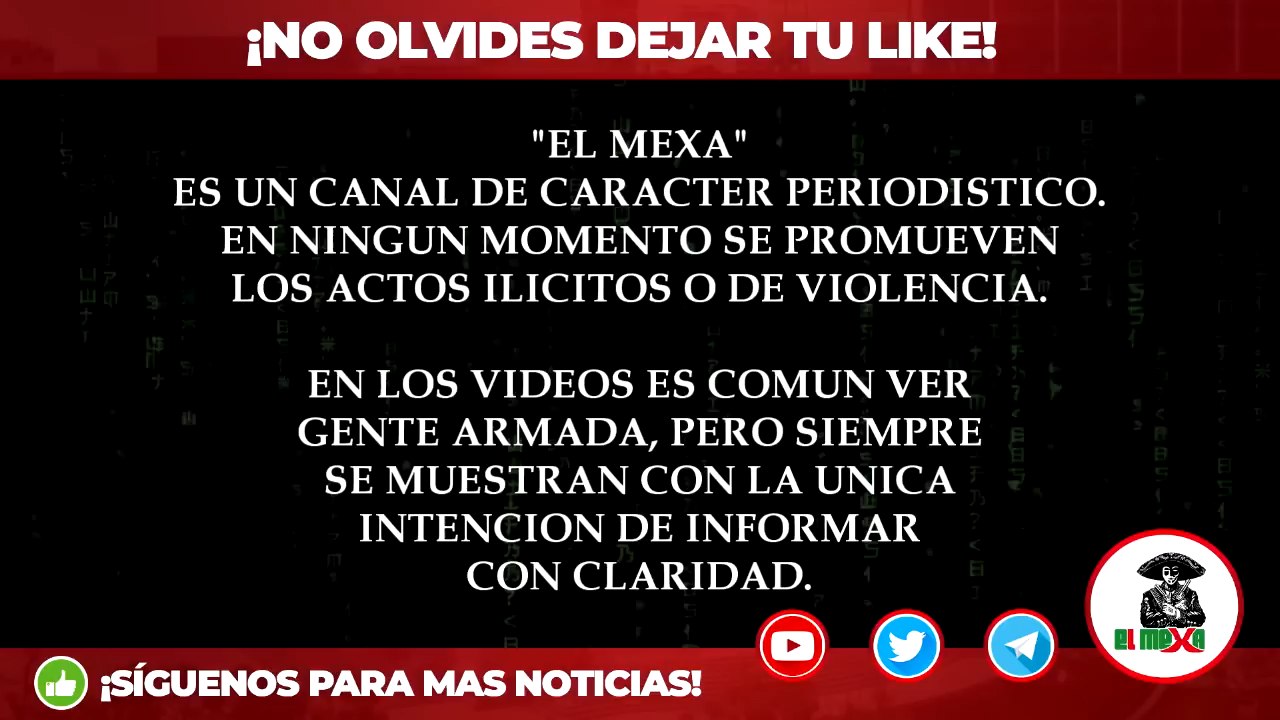 ¡NO OLVIDES DEJAR TU LIKE!
"EL MEXA"
ES UN CANAL DE CARACTER PERIODISTICO.
EN NINGUN MOMENTO SE PROMUEVEN
LOS ACTOS ILICITOS O DE VIOLENCIA.
EN LOS VIDEOS ES COMUN VER
GENTE ARMADA, PERO SIEMPRE
SE MUESTRAN CON LA UNICA
INTENCION DE INFORMAR
CON CLARIDAD.
EL MEXA
¡SÍGUENOS PARA MAS NOTICIAS!